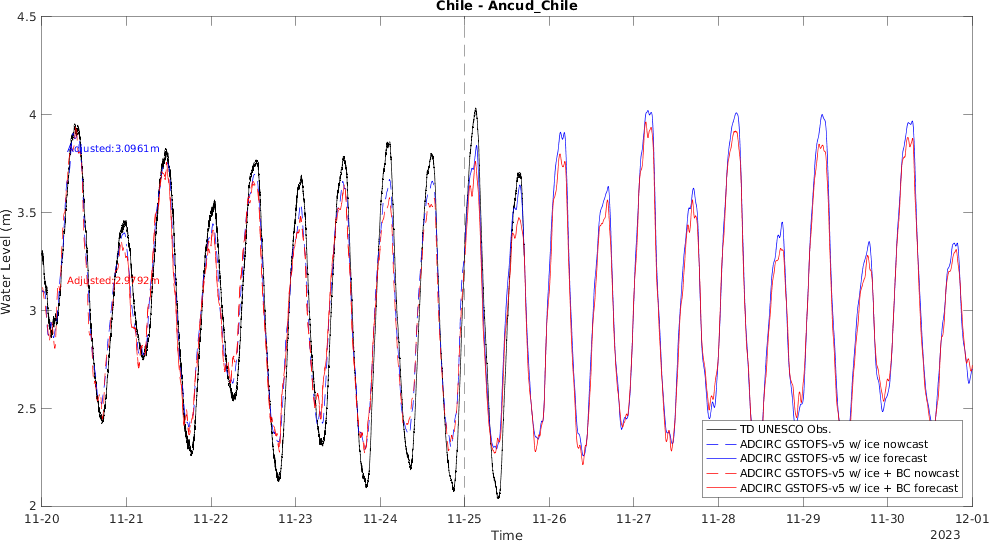 Chile - Ancud_Chile
4.5
4
3.5
3
2.5
2
Water Level (m)
Adjusted:3.0961m
Adjusted:2.9792m
TD UNESCO Obs.
ADCIRC GSTOFS-v5 w/ ice nowcast
ADCIRC GSTOFS-v5 w/ ice forecast
ADCIRC GSTOFS-v5 w/ ice + BC nowcast
ADCIRC GSTOFS-v5 w/ ice + BC forecast
11-20 11-21 11-22 11-23 11-24 11-25 11-26 11-27 11-28 11-29 11-30 12-01
Time
2023